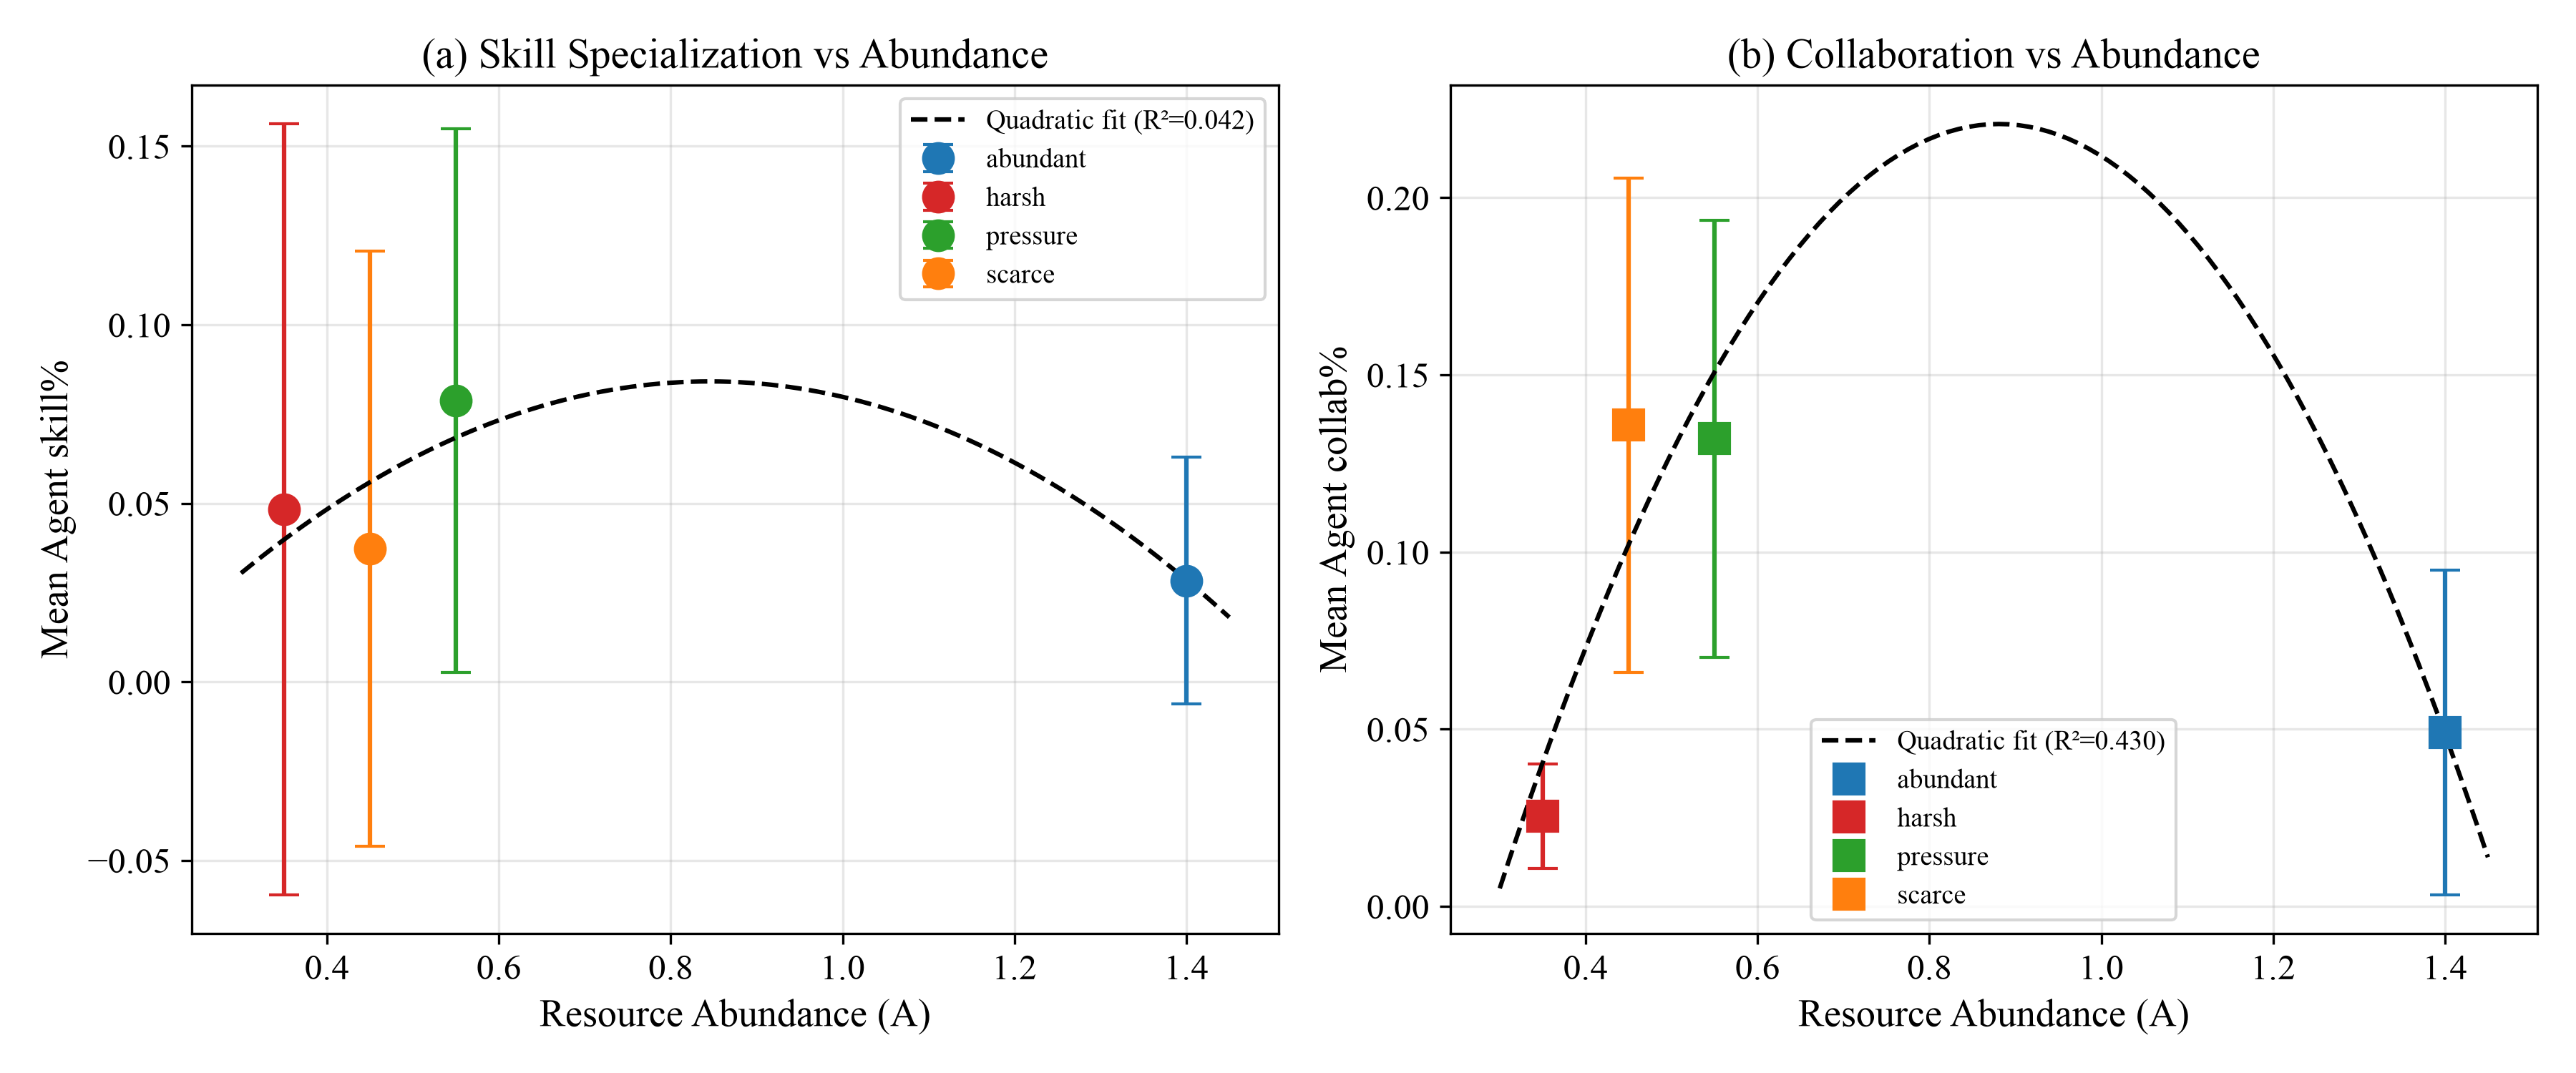 (a) Skill Specialization vs Abundance
Mean Agent skill%
0.15
0.10
0.05
0.00
−0.05
Quadratic fit (R²=0.042)
abundant
harsh
pressure
scarce
0.4 0.6 0.8 1.0 1.2 1.4
Resource Abundance (A)
(b) Collaboration vs Abundance
Mean Agent collab%
0.20
0.15
0.10
0.05
0.00
Quadratic fit (R²=0.430)
abundant
harsh
pressure
scarce
0.4 0.6 0.8 1.0 1.2 1.4
Resource Abundance (A)